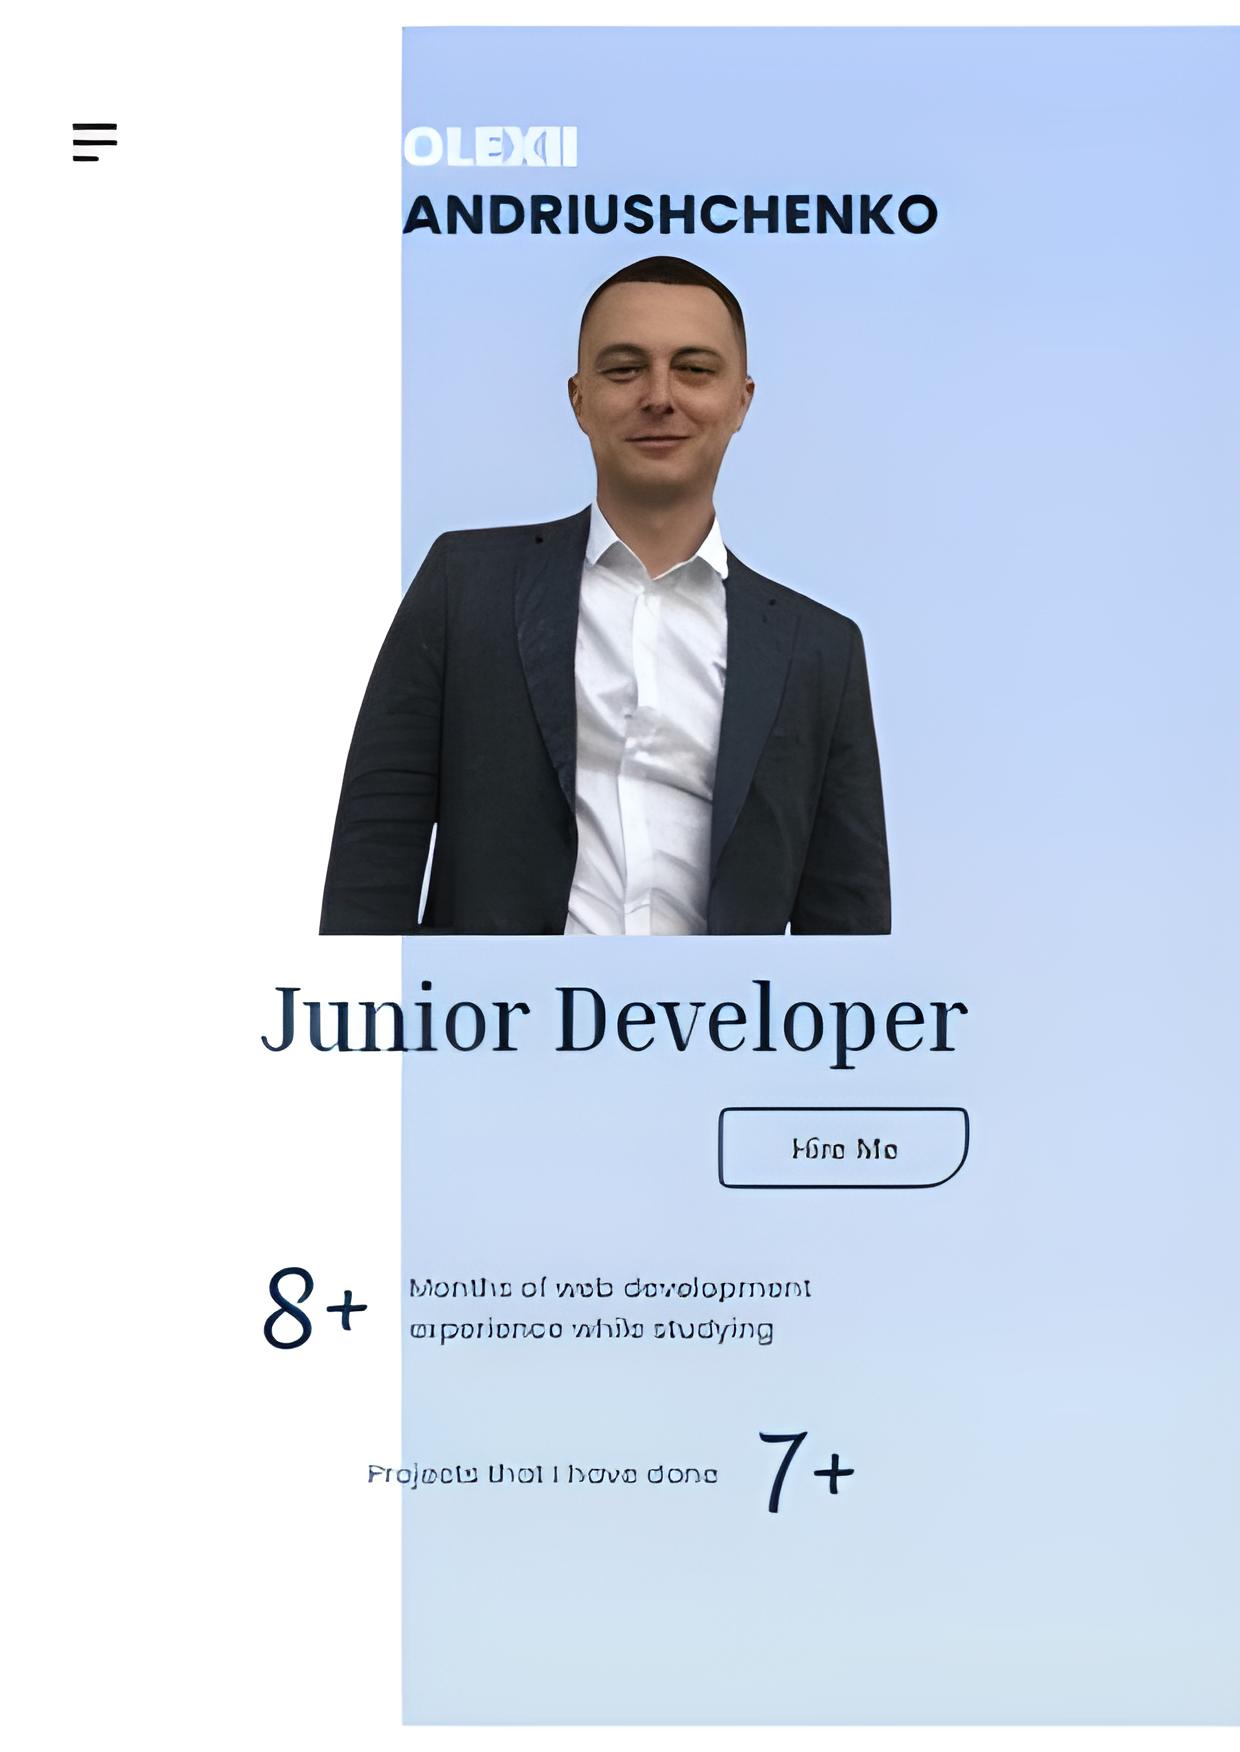 OLEXII
ANDRIUSHCHENKO
Junior Developer
Hire Me
8+
Months of web development
experience while studying
Projects that I have done
7+